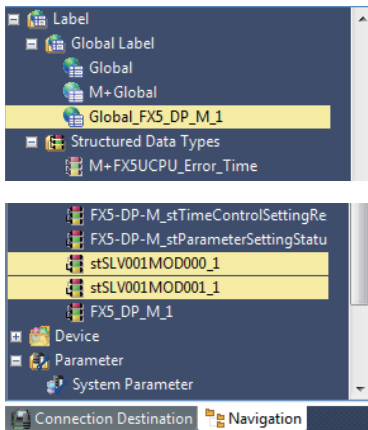 Label
Global Label
Global
M+Global
Global_FX5_DP_M_1
Structured Data Types
M+FX5UCPU_Error_Time
FX5-DP-M_stTimeControlSettingRe
FX5-DP-M_stParameterSettingStatu
stSLV001MOD000_1
stSLV001MOD001_1
FX5_DP_M_1
Device
Parameter
System Parameter
Connection Destination Navigation